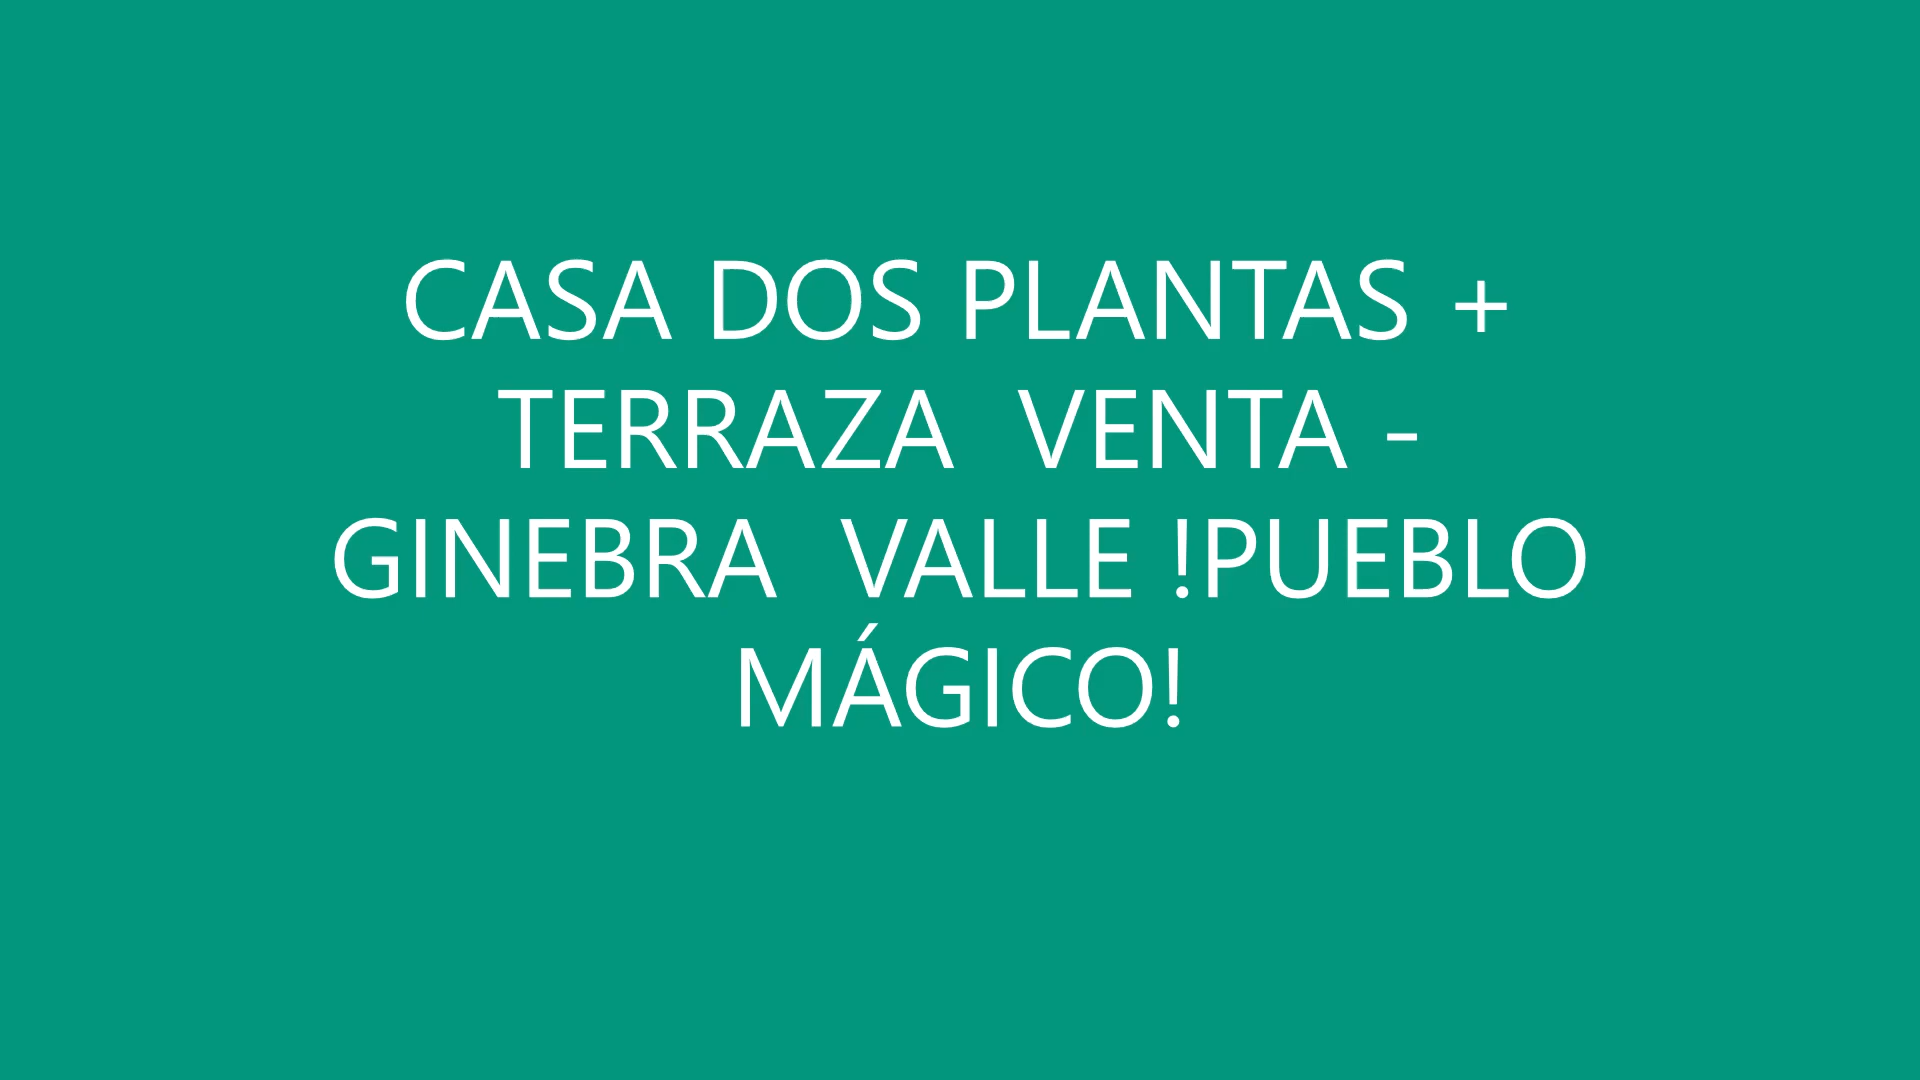 CASA DOS PLANTAS +
TERRAZA  VENTA -
GINEBRA  VALLE !PUEBLO
MÁGICO!